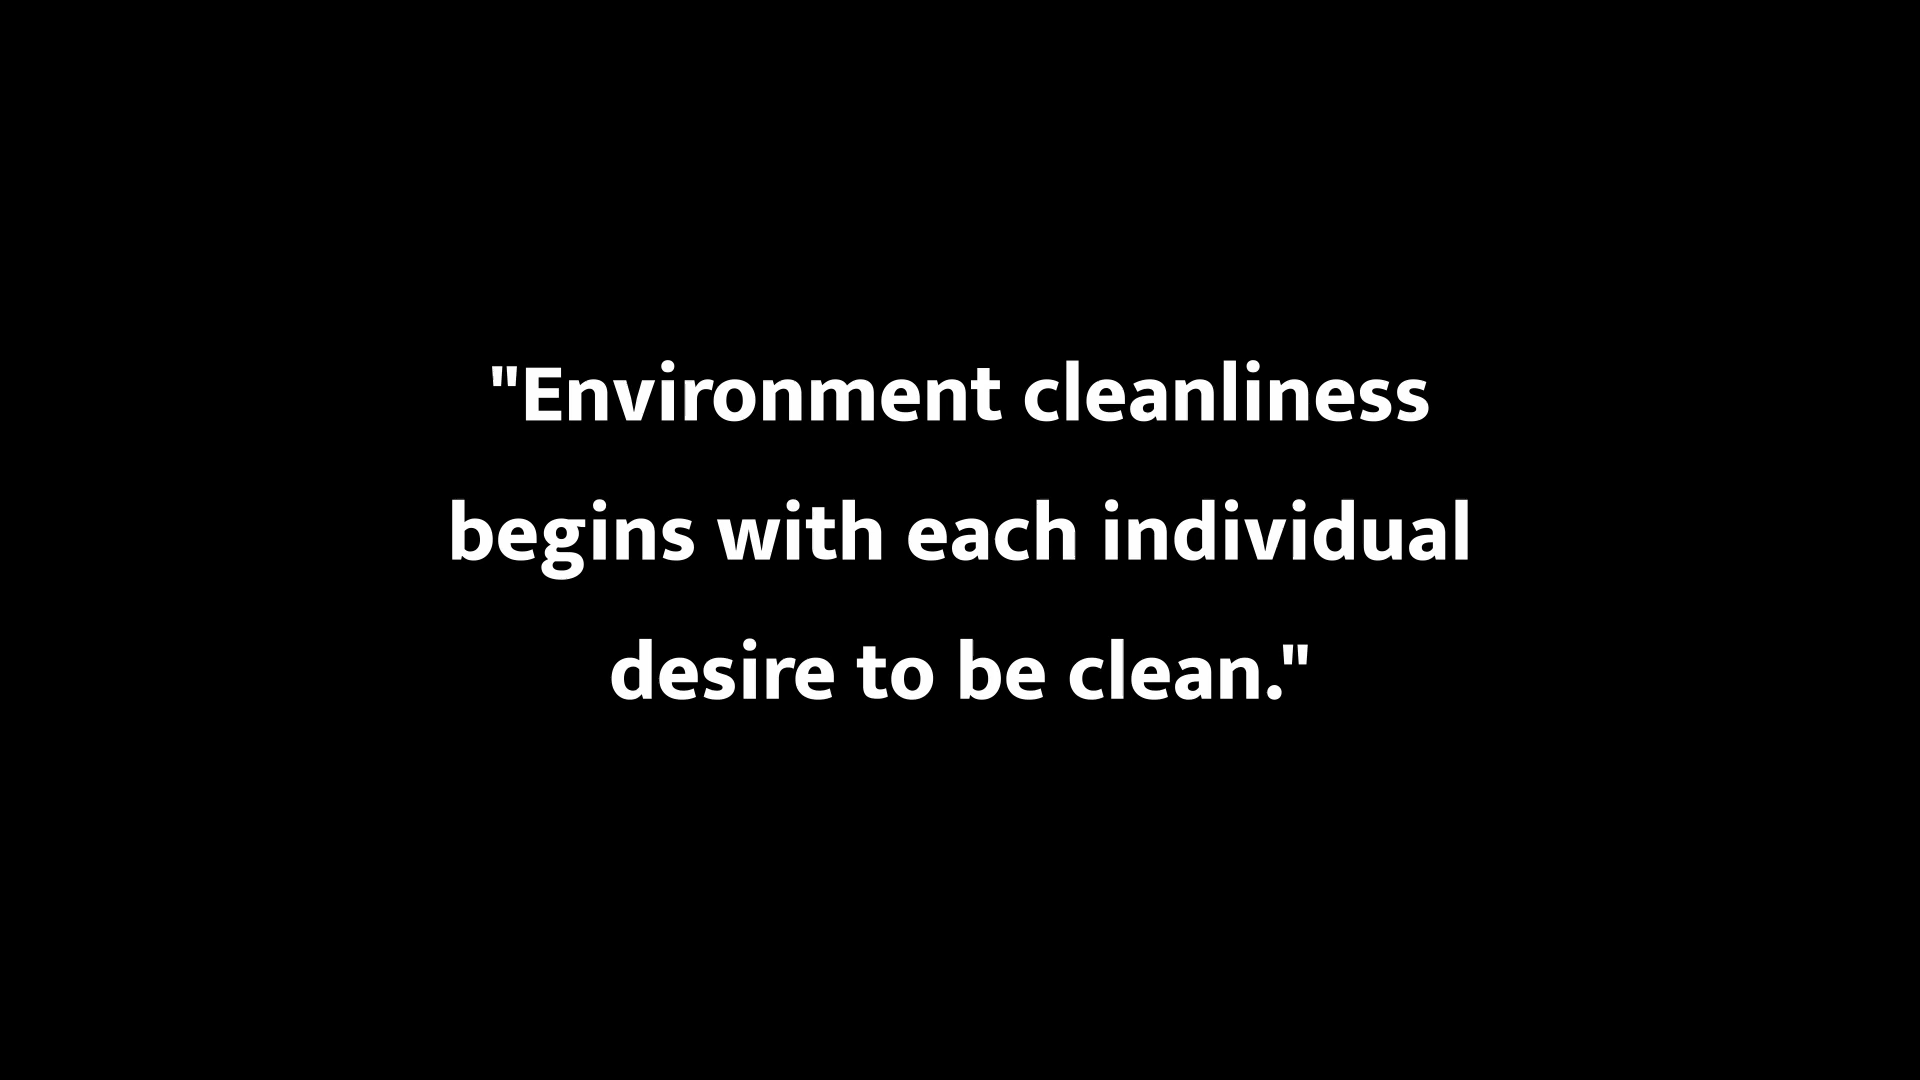 "Environment cleanliness
begins with each individual
desire to be clean."